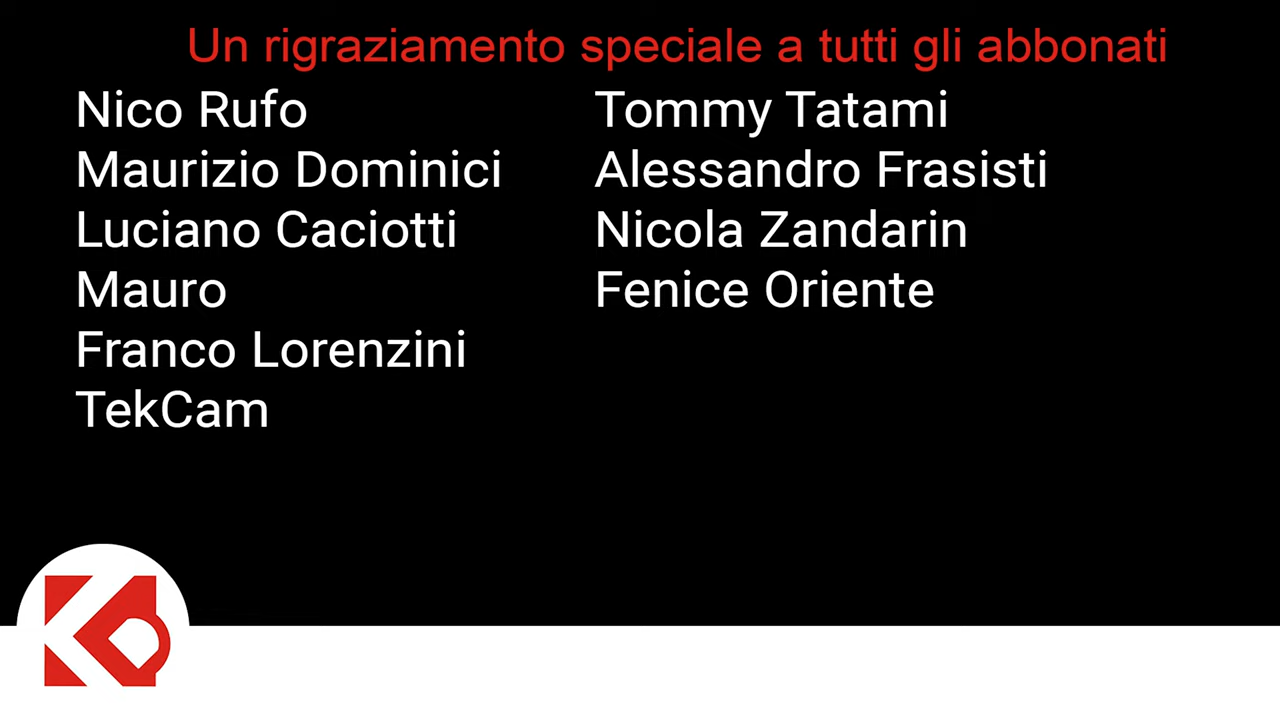 Un rigraziamento speciale a tutti gli abbonati
Nico Rufo
Maurizio Dominici
Luciano Caciotti
Mauro
Franco Lorenzini
TekCam
Tommy Tatami
Alessandro Frasisti
Nicola Zandarin
Fenice Oriente